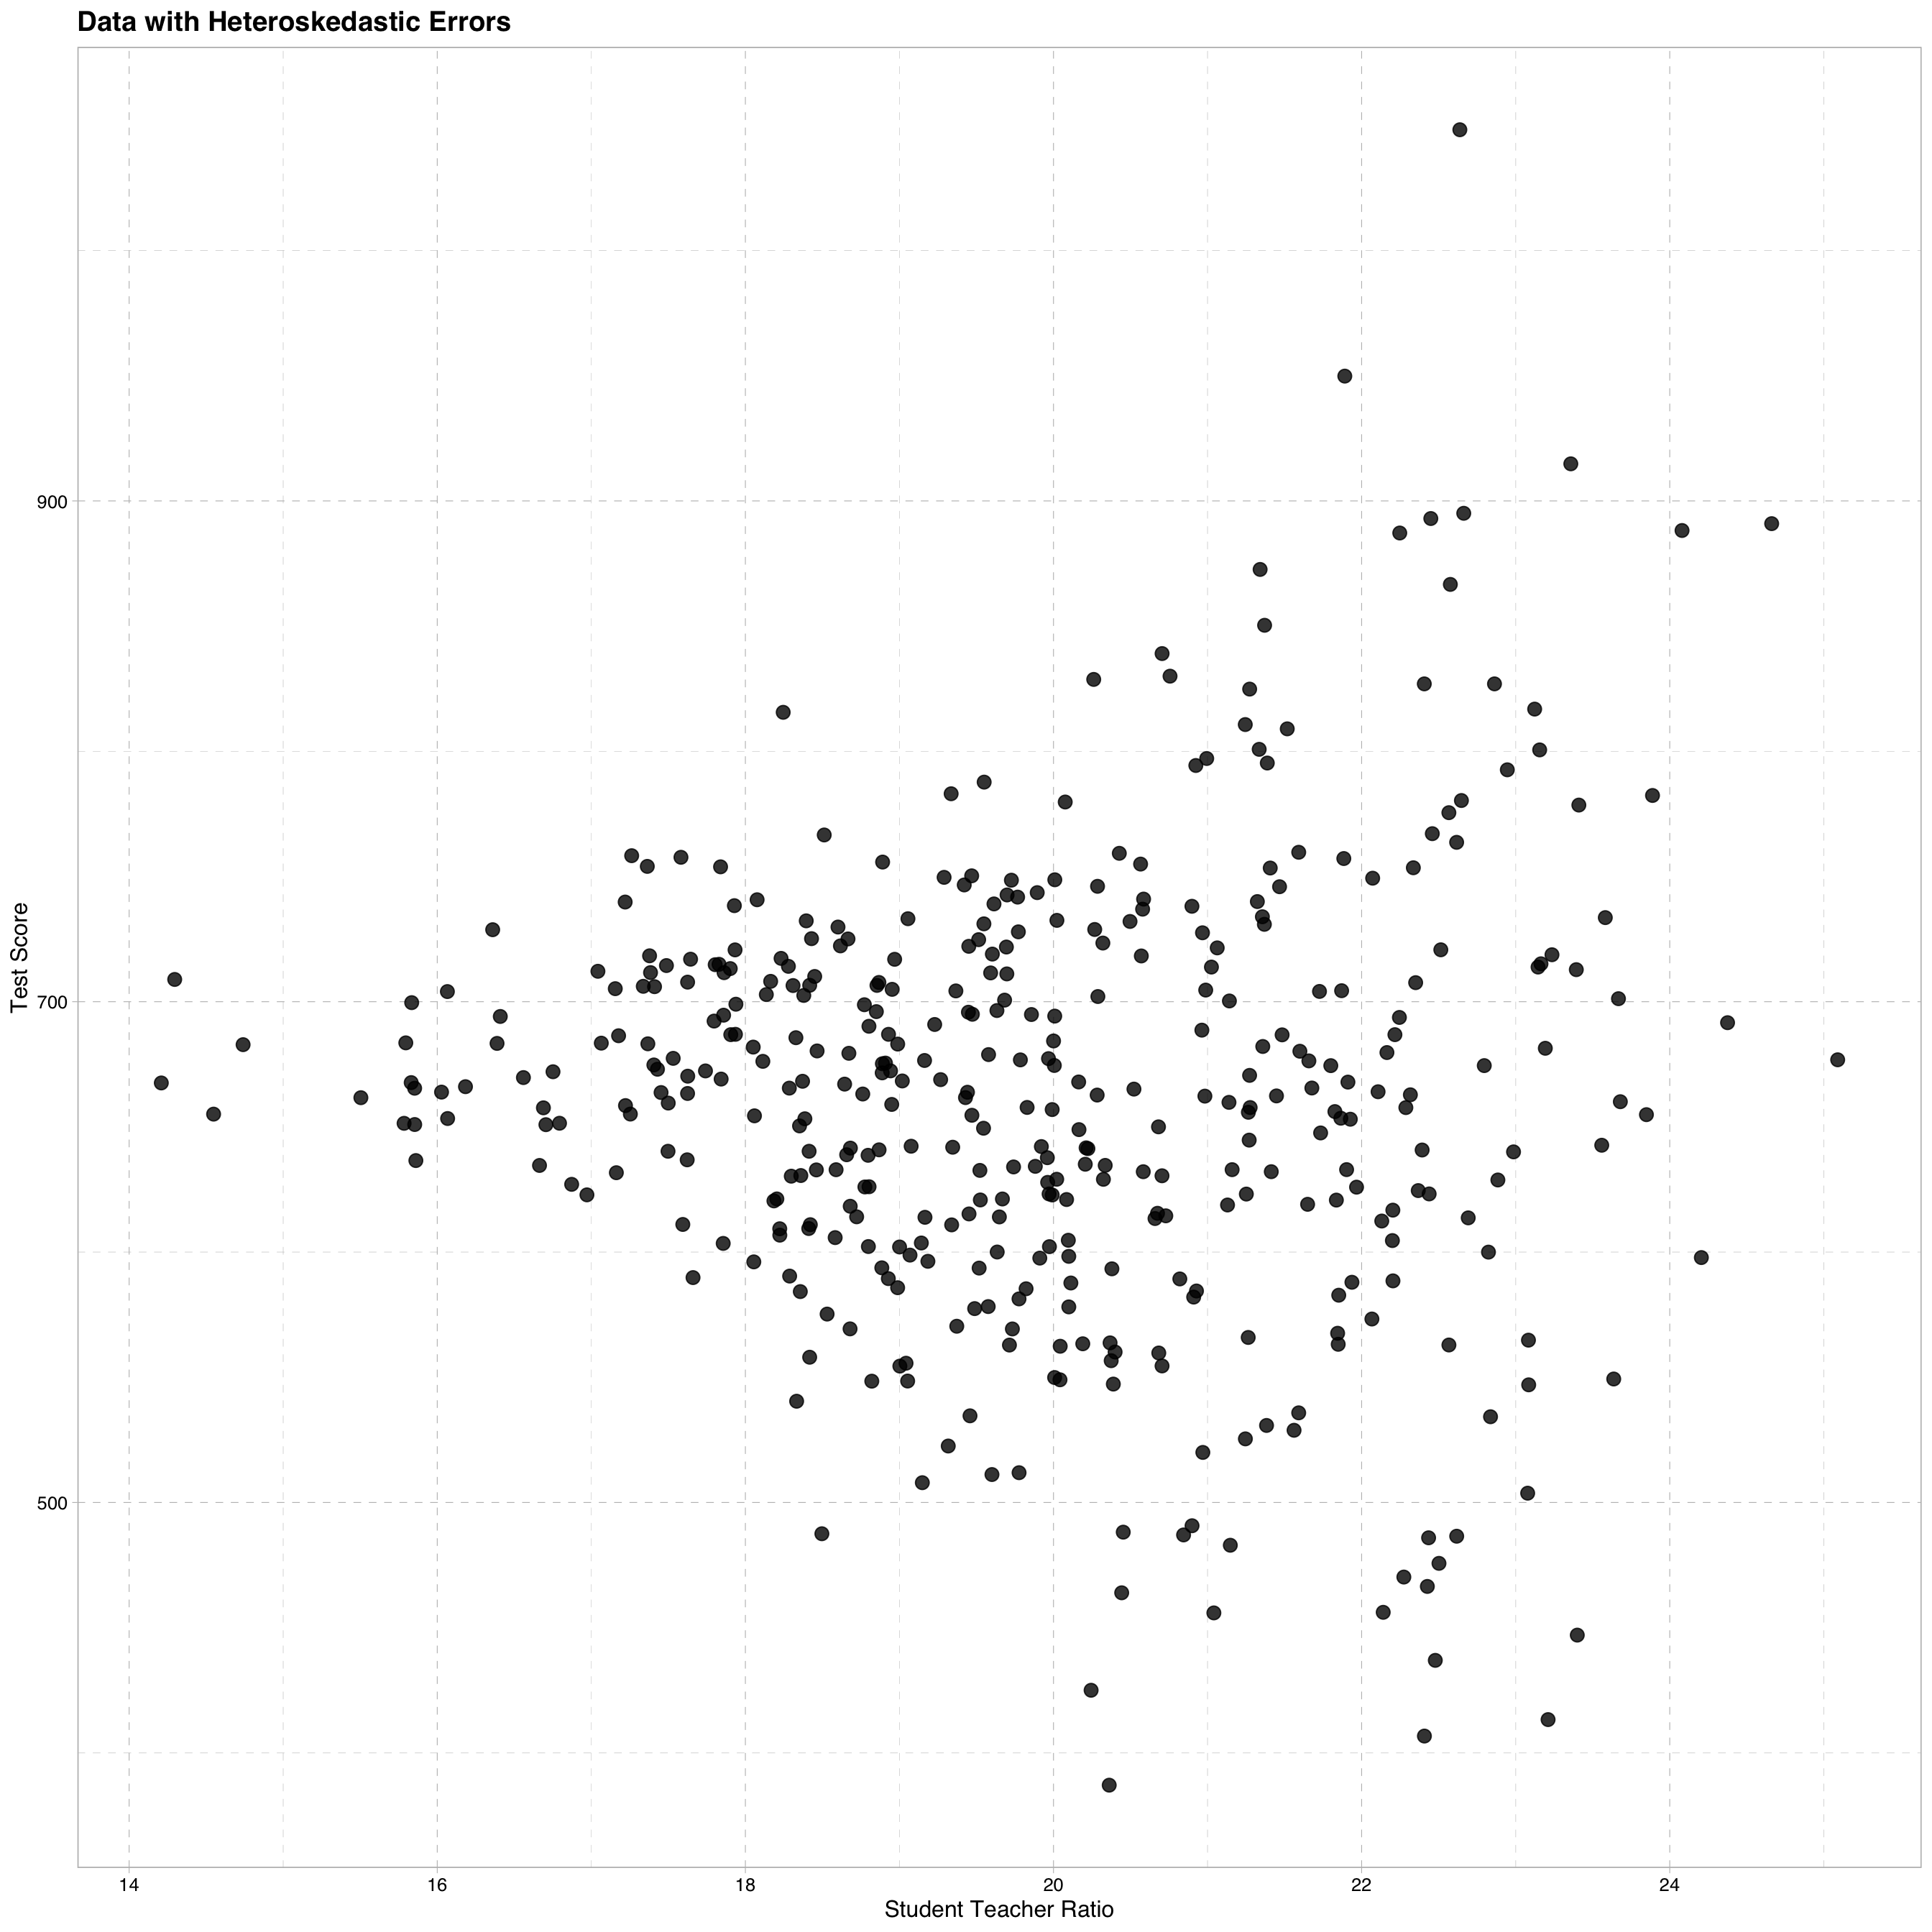 Data with Heteroskedastic Errors
Test Score
900
700
500
14 16 18 20 22 24
Student Teacher Ratio